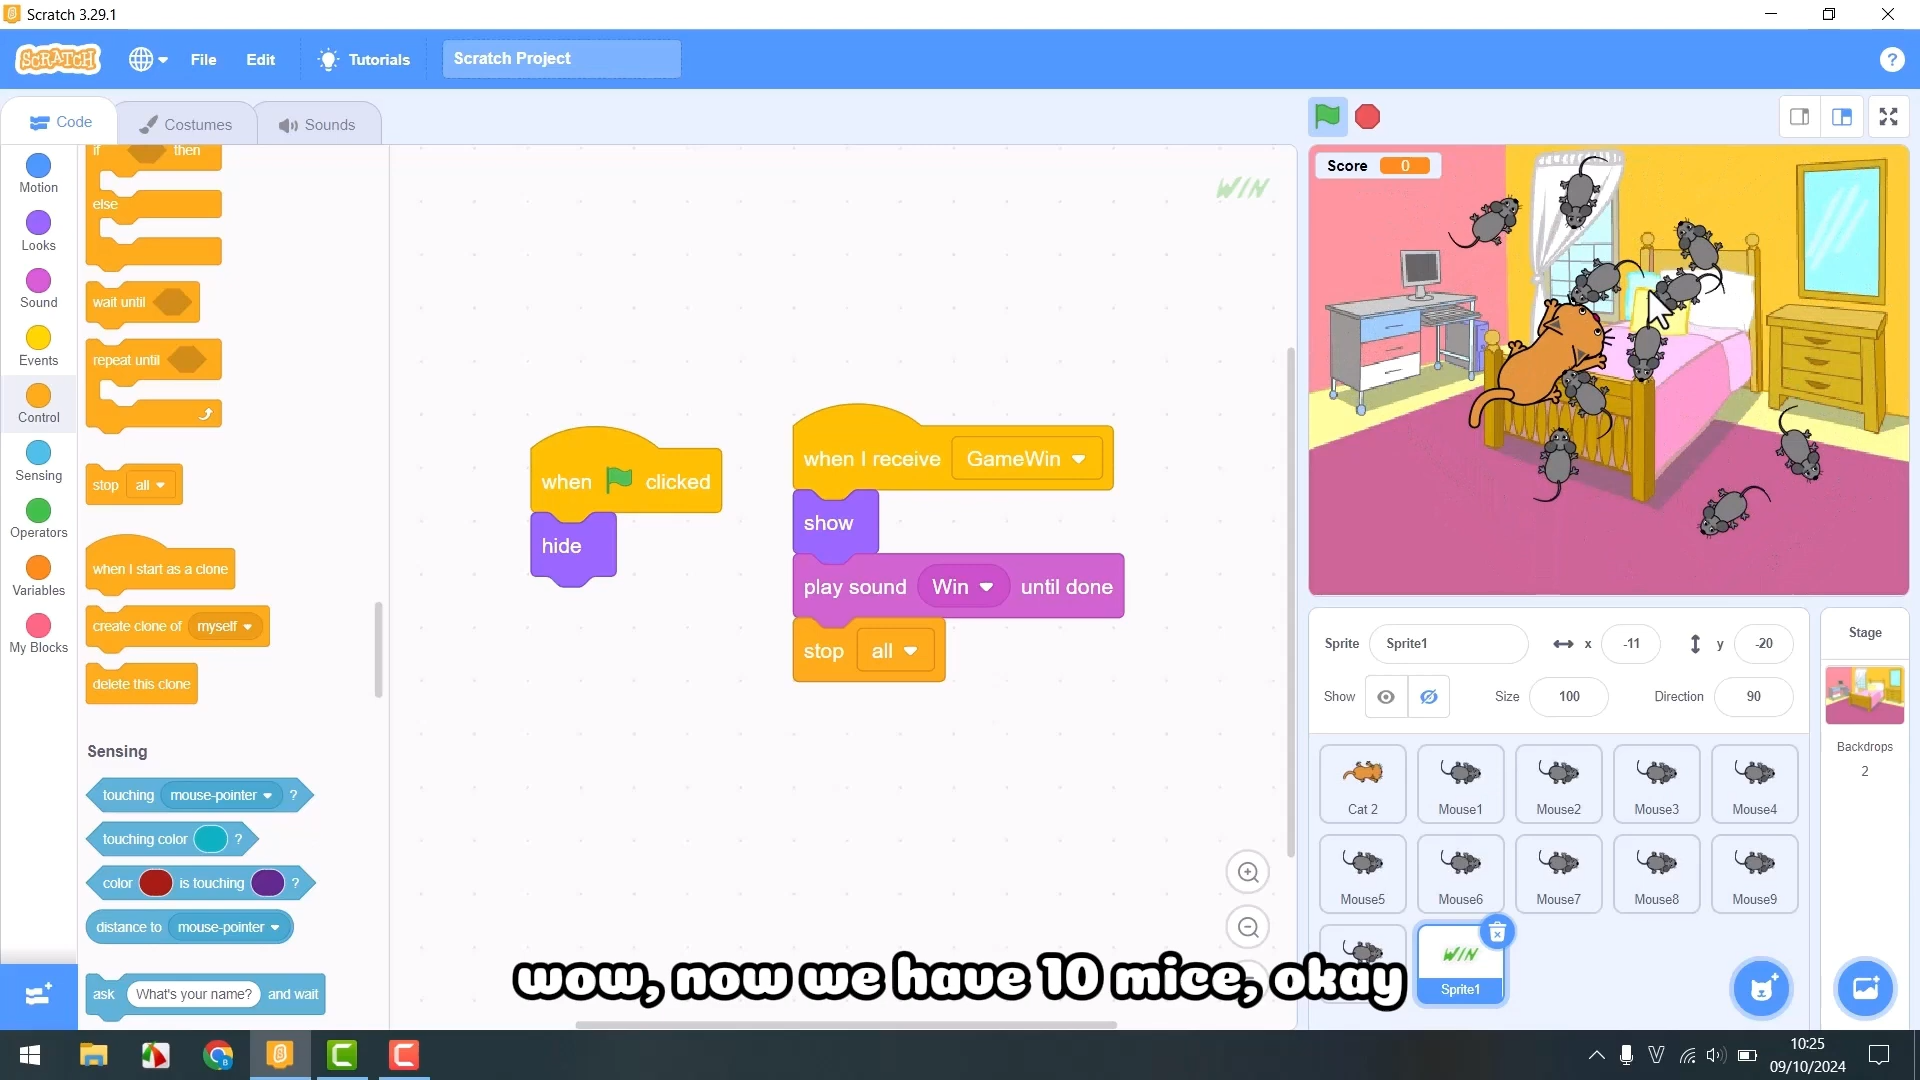 Scratch 3.29.1
SCRATCH
File
Edit
Tutorials
Scratch Project
?
Code
Costumes
Sounds
Motion
Looks
Sound
Events
Control
Sensing
Operators
Variables
My Blocks
if then
else
wait until
repeat until
stop all
when I start as a clone
create clone of myself
delete this clone
Sensing
touching mouse-pointer ?
touching color ?
color is touching ?
distance to mouse-pointer
ask What's your name? and wait
WIN
when clicked
hide
when I receive GameWin
show
play sound Win until done
stop all
Score 0
Sprite Sprite1 x -11 y -20
Show Size 100 Direction 90
Stage
Backdrops
2
Cat 2
Mouse1
Mouse2
Mouse3
Mouse4
Mouse5
Mouse6
Mouse7
Mouse8
Mouse9
WIN
Sprite1
wow, now we have 10 mice, okay
10:25
09/10/2024